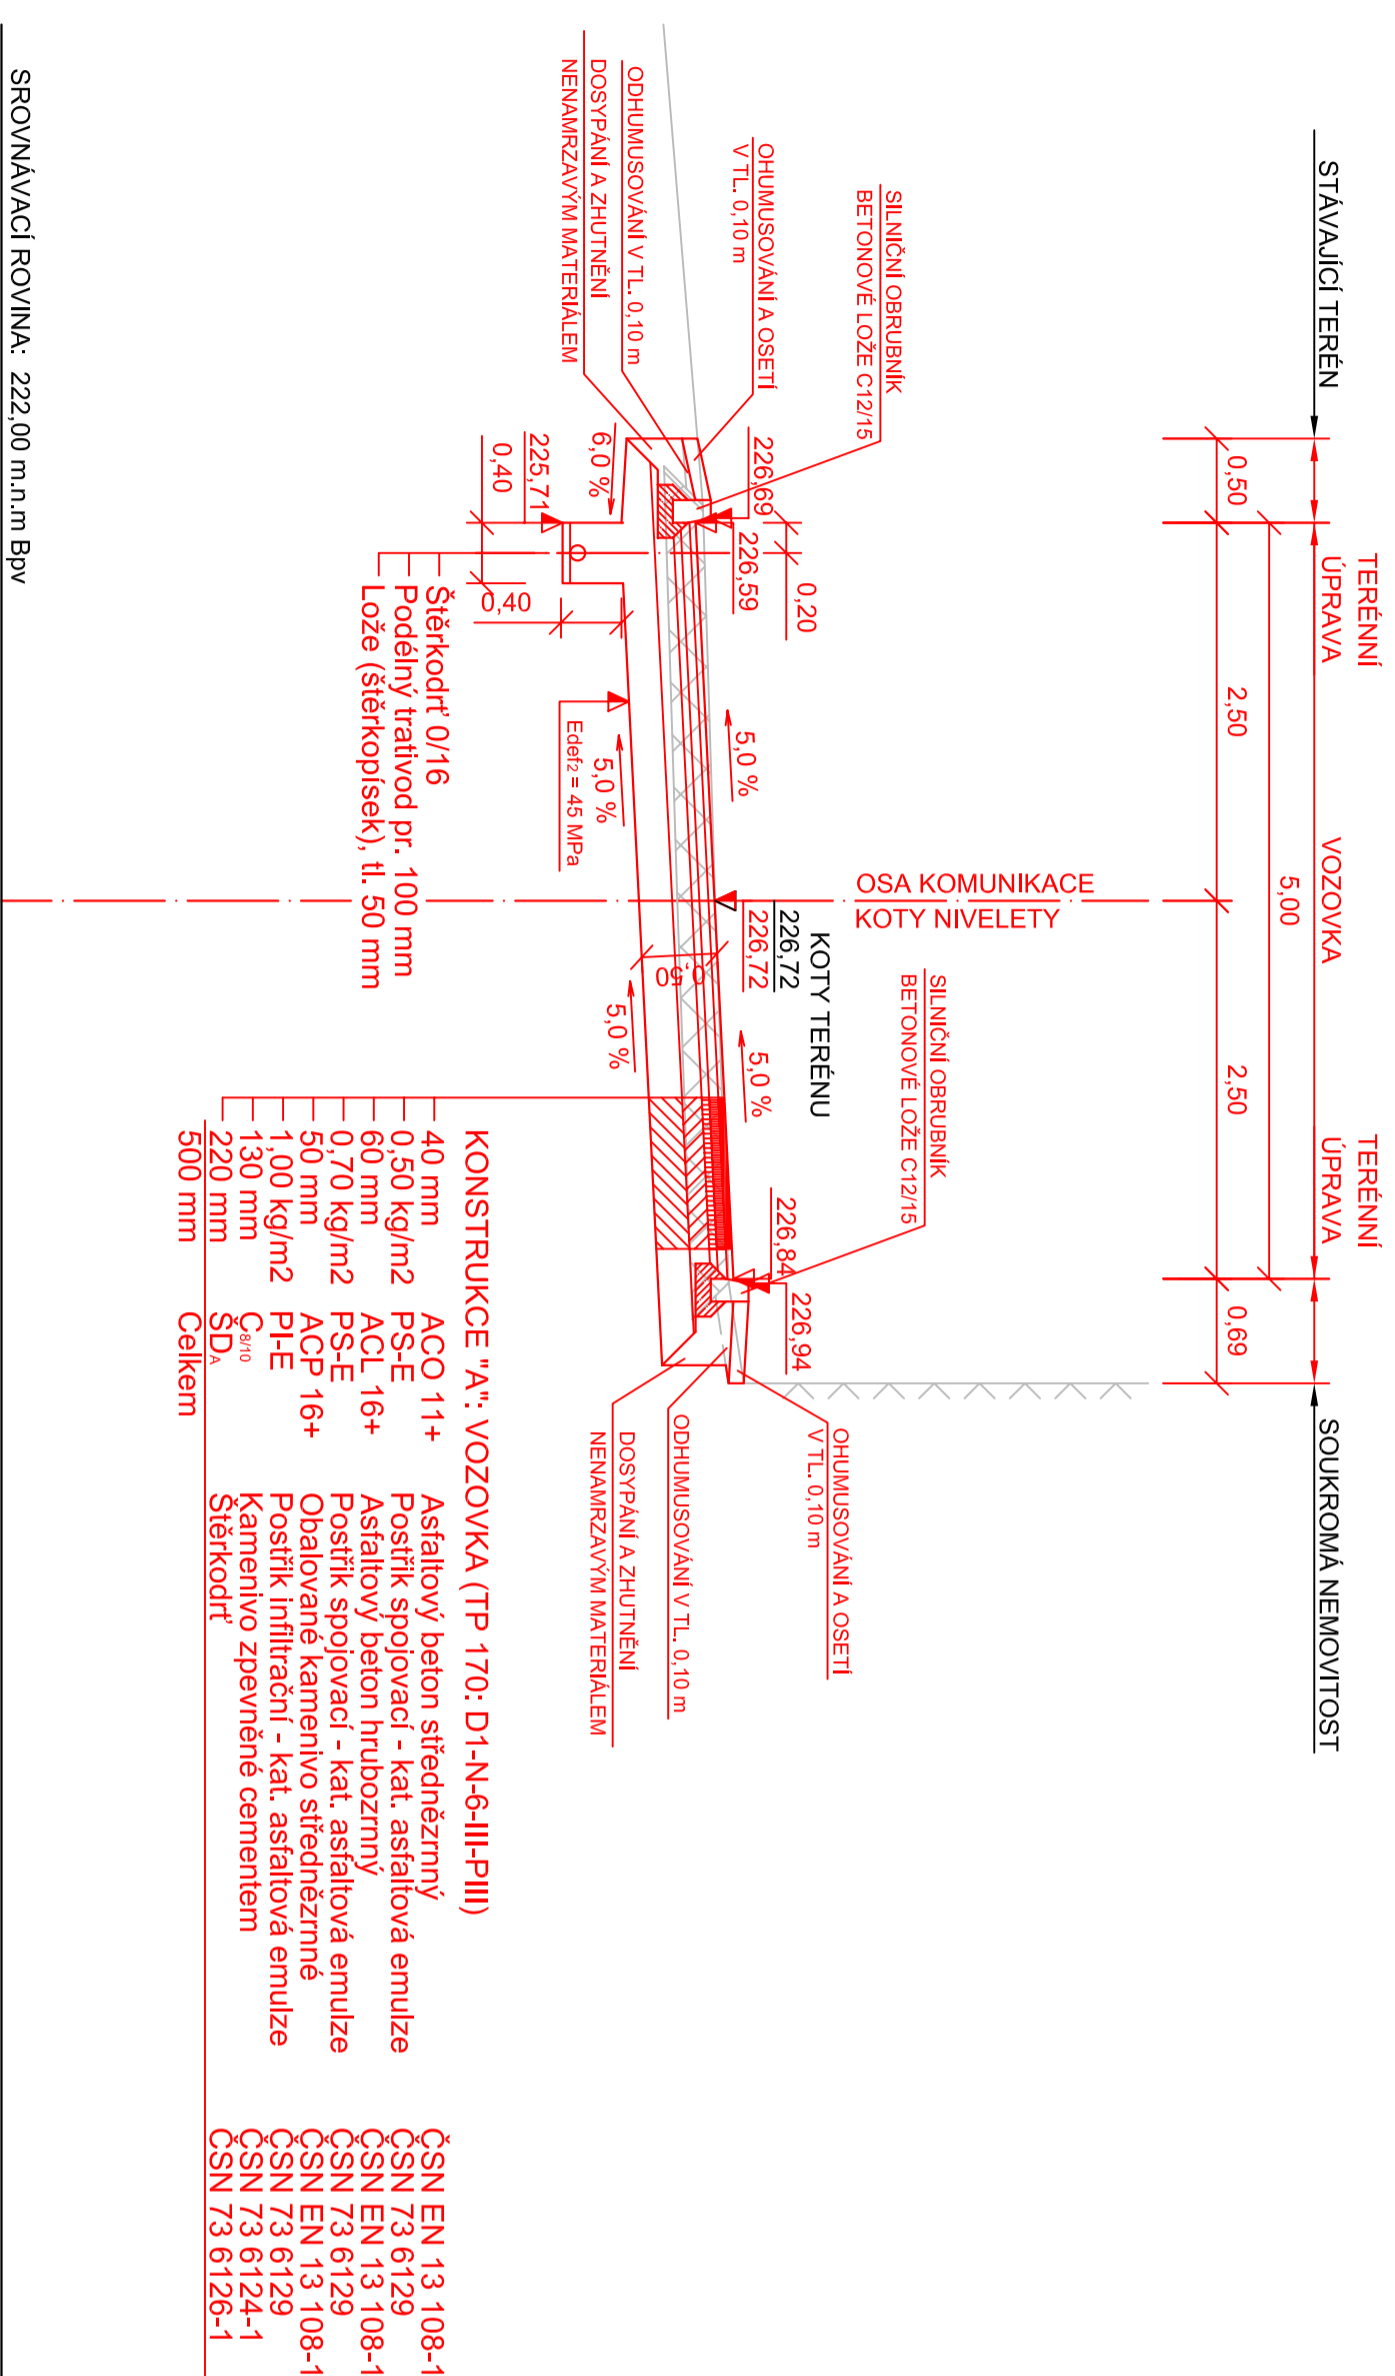 STÁVAJÍCÍ TERÉN
TERÉNNÍ
ÚPRAVA
VOZOVKA
TERÉNNÍ
ÚPRAVA
SOUKROMÁ NEMOVITOST
5,00
0,50
2,50
2,50
0,69
OSA KOMUNIKACE
KOTY NIVELETY
SILNIČNÍ OBRUBNÍK
BETONOVÉ LOŽE C12/15
SILNIČNÍ OBRUBNÍK
BETONOVÉ LOŽE C12/15
OHUMUSOVÁNÍ A OSETÍ
V TL. 0,10 m
ODHUMUSOVÁNÍ V TL. 0,10 m
DOSYPÁNÍ A ZHUTNĚNÍ
NENAMRZAVÝM MATERIÁLEM
KOTY TERÉNU
226,72
226,72
226,69
226,59
0,20
226,84
226,94
5,0 %
5,0 %
0,50
5,0 %
5,0 %
6,0 %
225,71
0,40
0,40
Edef2 = 45 MPa
OHUMUSOVÁNÍ A OSETÍ
V TL. 0,10 m
ODHUMUSOVÁNÍ V TL. 0,10 m
DOSYPÁNÍ A ZHUTNĚNÍ
NENAMRZAVÝM MATERIÁLEM
Štěrkodrť 0/16
Podélný trativod pr. 100 mm
Lože (štěrkopísek), tl. 50 mm
KONSTRUKCE "A": VOZOVKA (TP 170: D1-N-6-III-PIII)
40 mm ACO 11+ Asfaltový beton střednězrnný ČSN EN 13 108-1
0,50 kg/m2 PS-E Postřik spojovací - kat. asfaltová emulze ČSN 73 6129
60 mm ACL 16+ Asfaltový beton hrubozrnný ČSN EN 13 108-1
0,70 kg/m2 PS-E Postřik spojovací - kat. asfaltová emulze ČSN 73 6129
50 mm ACP 16+ Obalované kamenivo střednězrnné ČSN EN 13 108-1
1,00 kg/m2 PI-E Postřik infiltrační - kat. asfaltová emulze ČSN 73 6129
130 mm C8/10 Kamenivo zpevněné cementem ČSN 73 6124-1
220 mm ŠDA Štěrkodrť ČSN 73 6126-1
500 mm Celkem
SROVNÁVACÍ ROVINA: 222,00 m.n.m Bpv